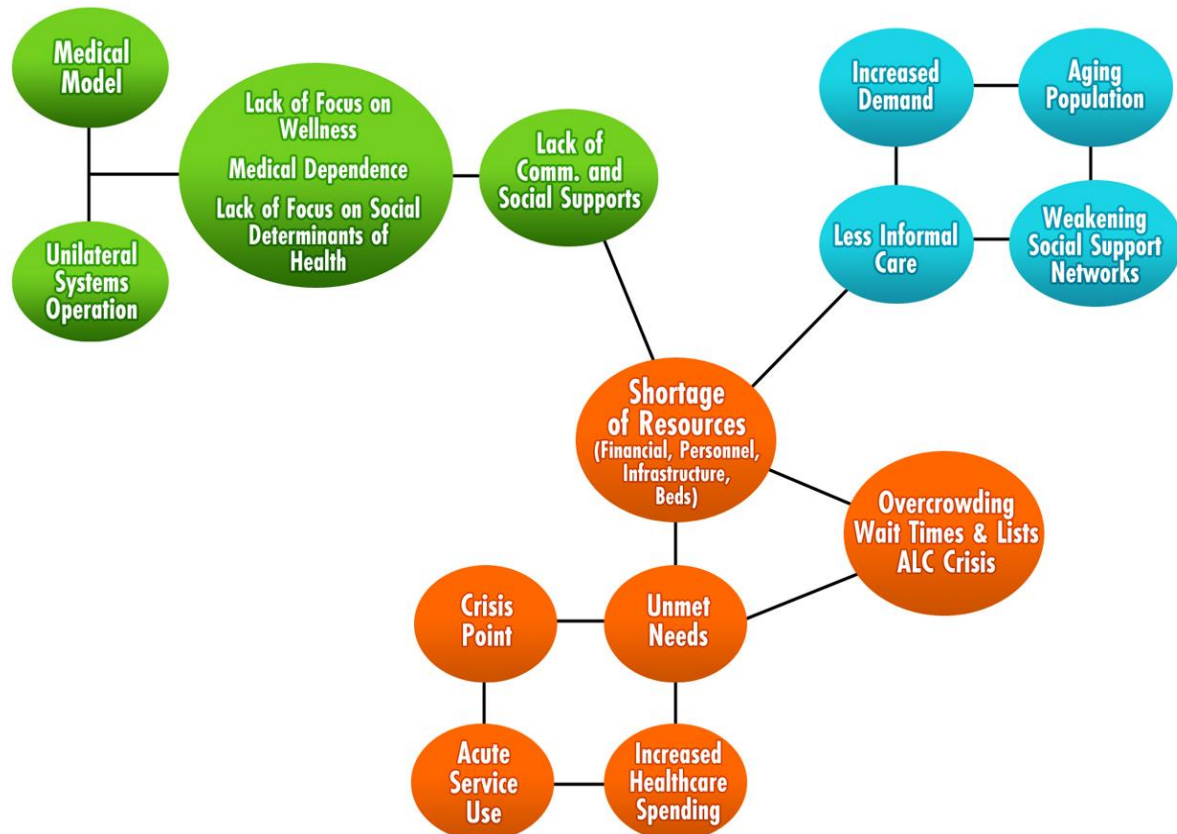 Medical
Model
Lack of Focus on
Wellness
Medical Dependence
Lack of Focus on Social
Determinants of
Health
Unilateral
Systems
Operation
Lack of
Comm. and
Social Supports
Increased
Demand
Aging
Population
Less Informal
Care
Weakening
Social Support
Networks
Shortage
of Resources
(Financial, Personnel,
Infrastructure,
Beds)
Overcrowding
Wait Times & Lists
ALC Crisis
Crisis
Point
Unmet
Needs
Acute
Service
Use
Increased
Healthcare
Spending